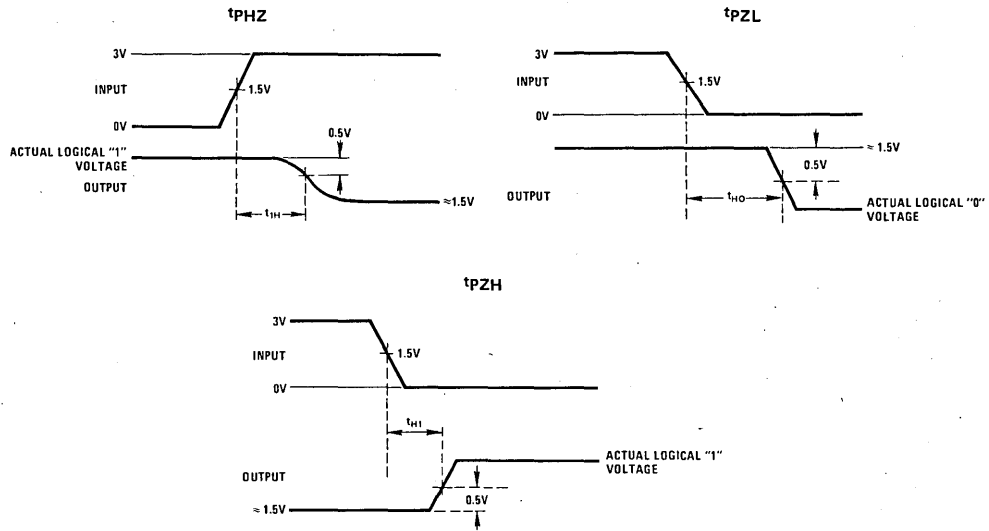 tPHZ
3V
INPUT
1.5V
0V
ACTUAL LOGICAL "1"
VOLTAGE
OUTPUT
0.5V
≈1.5V
t1H
tPZL
3V
INPUT
1.5V
0V
≈1.5V
0.5V
OUTPUT
tH0
ACTUAL LOGICAL "0"
VOLTAGE
tPZH
3V
INPUT
1.5V
0V
tH1
ACTUAL LOGICAL "1"
VOLTAGE
OUTPUT
0.5V
≈1.5V